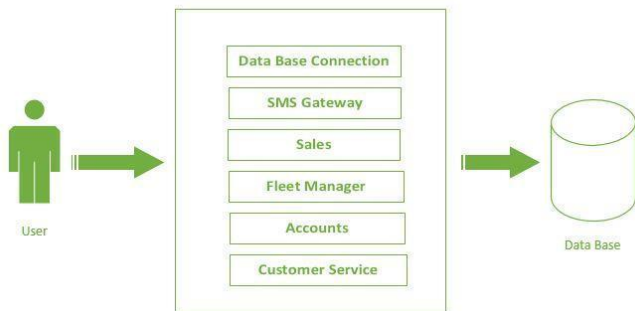 Data Base Connection
SMS Gateway
Sales
Fleet Manager
Accounts
Customer Service
User
Data Base